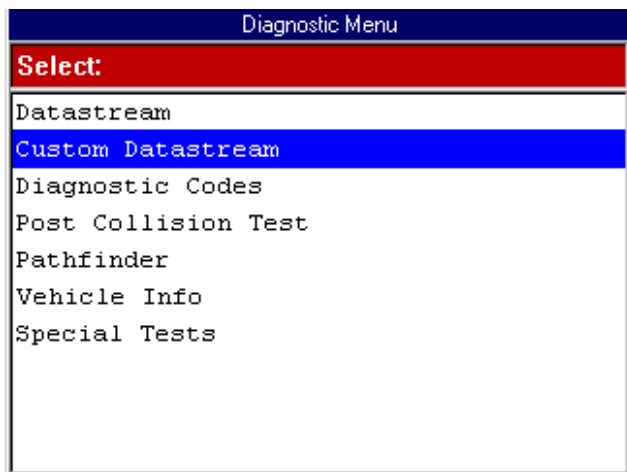 Diagnostic Menu
Select:
Datastream
Custom Datastream
Diagnostic Codes
Post Collision Test
Pathfinder
Vehicle Info
Special Tests